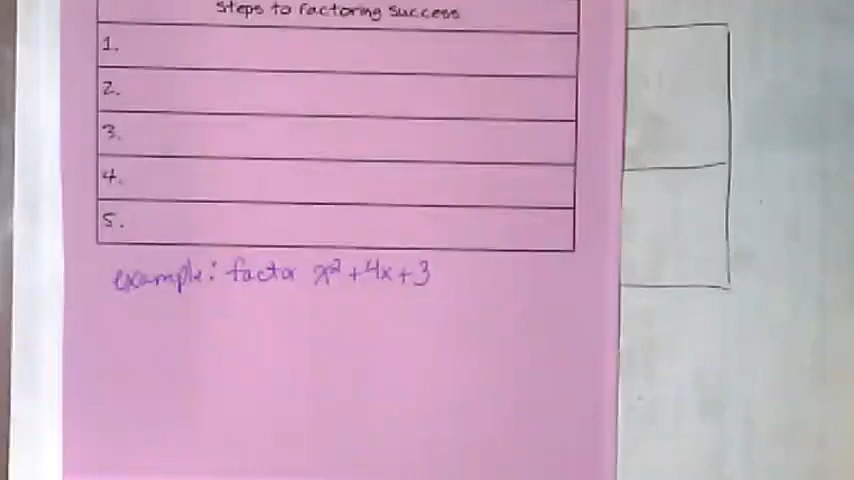 Steps to Factoring Success
1.
2.
3.
4.
5.
example: factor x²+4x+3